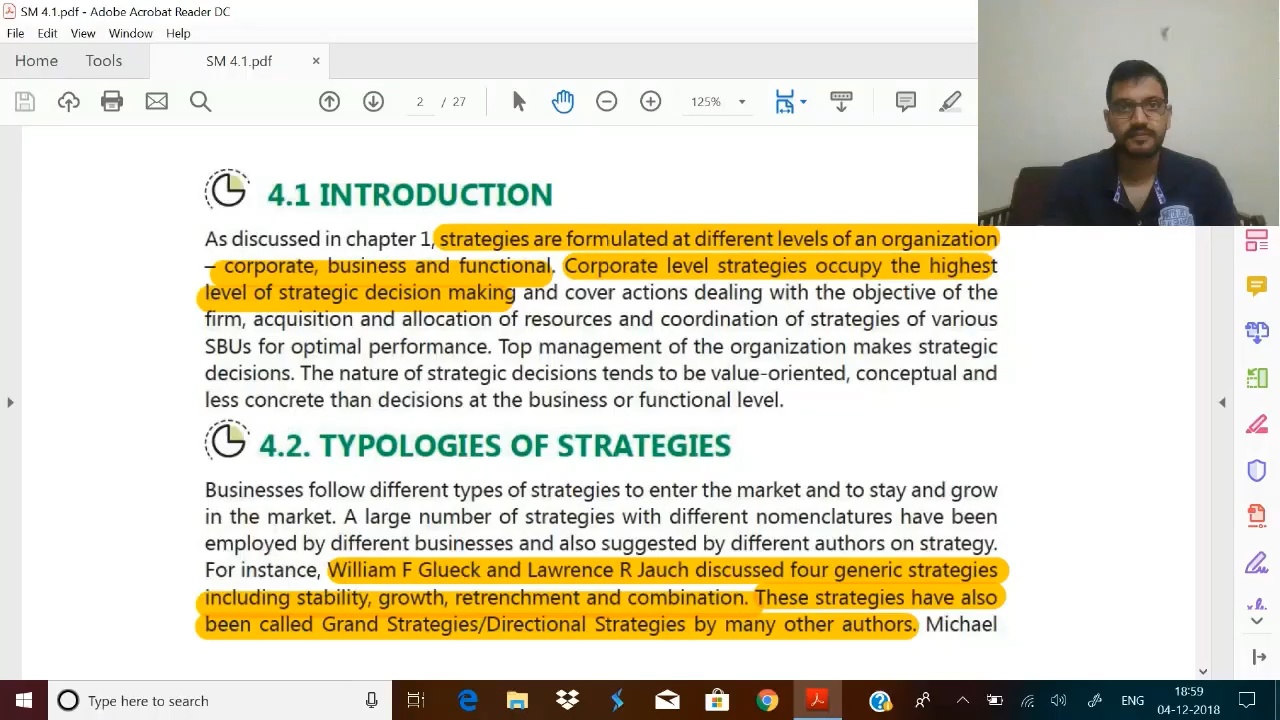 SM 4.1.pdf - Adobe Acrobat Reader DC
File Edit View Window Help
Home Tools SM 4.1.pdf ×
2 / 27 125%
4.1 INTRODUCTION
As discussed in chapter 1, strategies are formulated at different levels of an organization
– corporate, business and functional. Corporate level strategies occupy the highest
level of strategic decision making and cover actions dealing with the objective of the
firm, acquisition and allocation of resources and coordination of strategies of various
SBUs for optimal performance. Top management of the organization makes strategic
decisions. The nature of strategic decisions tends to be value-oriented, conceptual and
less concrete than decisions at the business or functional level.
4.2. TYPOLOGIES OF STRATEGIES
Businesses follow different types of strategies to enter the market and to stay and grow
in the market. A large number of strategies with different nomenclatures have been
employed by different businesses and also suggested by different authors on strategy.
For instance, William F Glueck and Lawrence R Jauch discussed four generic strategies
including stability, growth, retrenchment and combination. These strategies have also
been called Grand Strategies/Directional Strategies by many other authors. Michael
Type here to search
ENG
18:59
04-12-2018